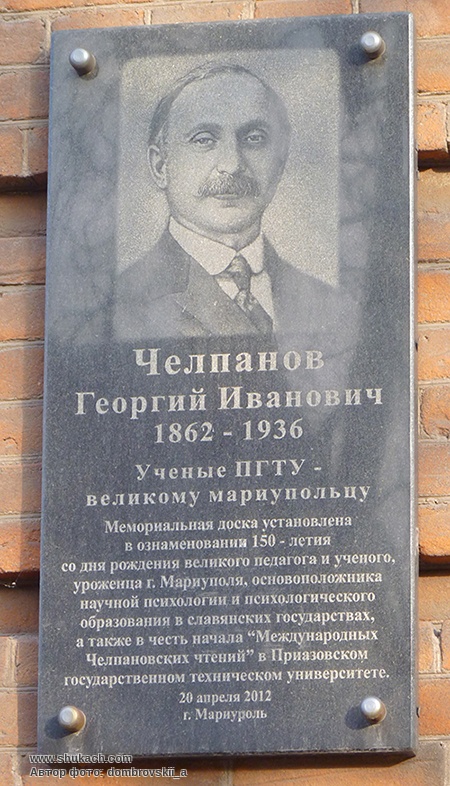 Челпанов
Георгий Иванович
1862 - 1936
Ученые ПГТУ -
великому мариупольцу
Мемориальная доска установлена
в ознаменовании 150 - летия
со дня рождения великого педагога и ученого,
уроженца г. Мариуполя, основоположника
научной психологии и психологического
образования в славянских государствах,
а также в честь начала “Международных
Челпановских чтений” в Приазовском
государственном техническом университете.
20 апреля 2012
г. Мариуполь
www.shukach.com
Автор фото: dombrovskii_a